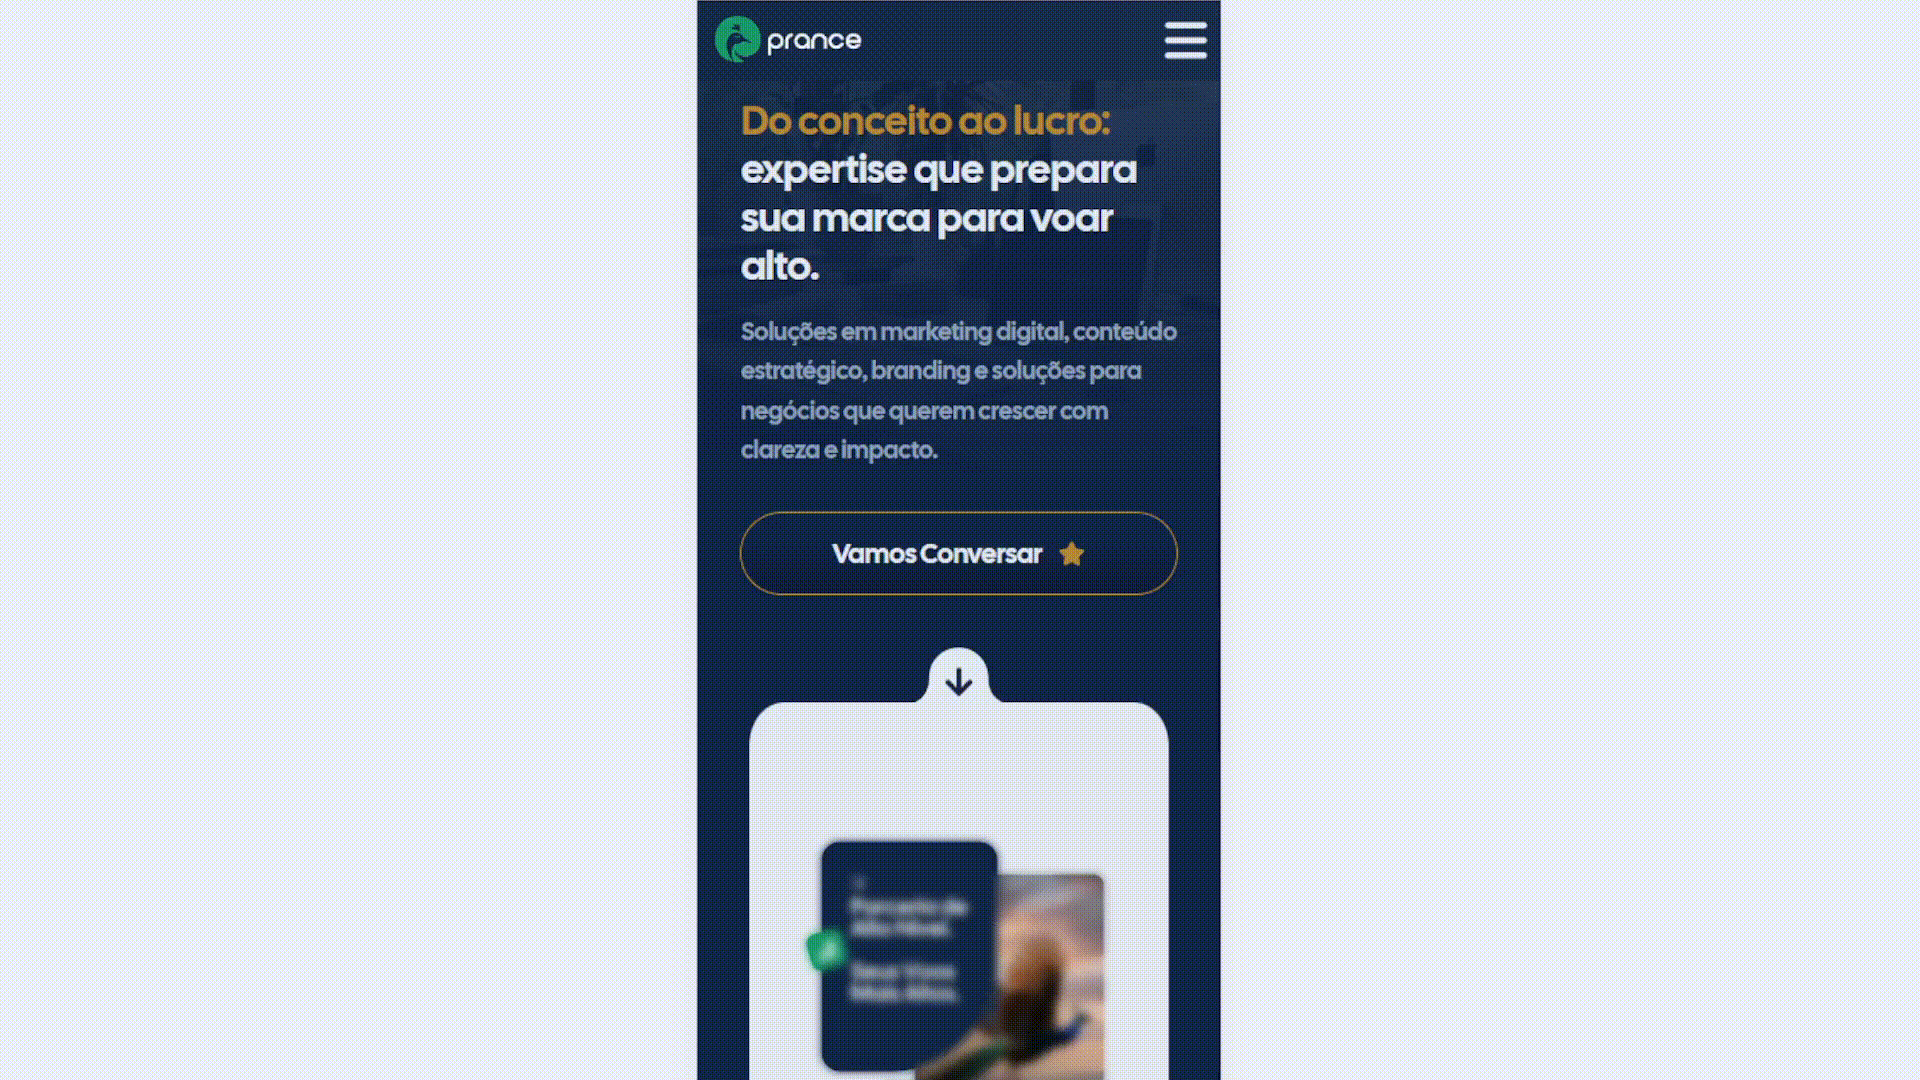 prance
Do conceito ao lucro:
expertise que prepara
sua marca para voar
alto.
Soluções em marketing digital, conteúdo
estratégico, branding e soluções para
negócios que querem crescer com
clareza e impacto.
Vamos Conversar